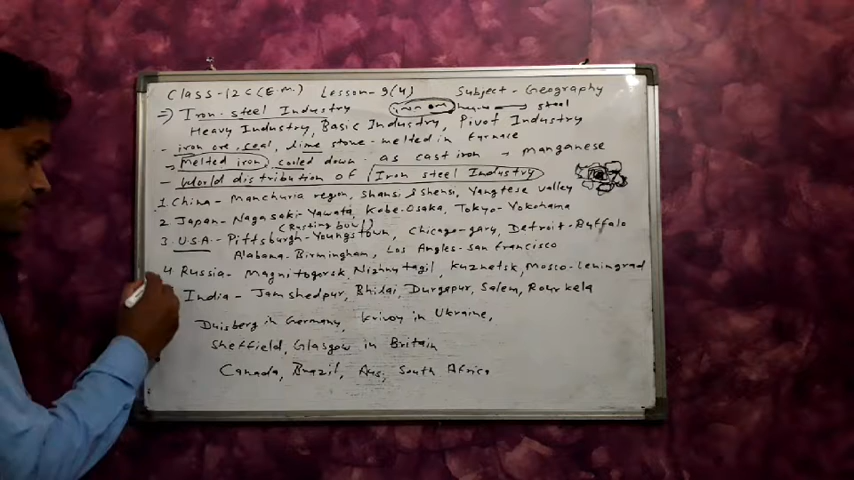 Class-12 C(E.M.) Lesson-9(4) Subject - Geography
=> Iron-steel Industry iron ore steel
Heavy Industry, Basic Industry, Pivot Industry
- iron ore, coal, lime stone - melted in furnace
- Melted iron, cooled down as cast iron → manganese
- World distribution of Iron steel Industry
1. China - Manchuria region, Shansi & Shensi, Yangtese valley
2 Japan - Nagasaki-Yawata, Kobe-Osaka, Tokyo-Yokohama
(Rusting bowl)
3. U.S.A.- Pittsburgh-Youngstown, Chicago-gary, Detroit-Buffalo
Alabama-Birmingham, Los Angles-San francisco
4. Russia- Magnitogorsk, Nizhny tagil, Kuznetsk, Mosco-Leningrad
India - Jamshedpur, Bhilai, Durgapur, Salem, Rourkela
Duisberg in Germany, Krivoy in Ukraine,
Sheffield, Glasgow in Britain
Canada, Brazil, Aus, South Africa